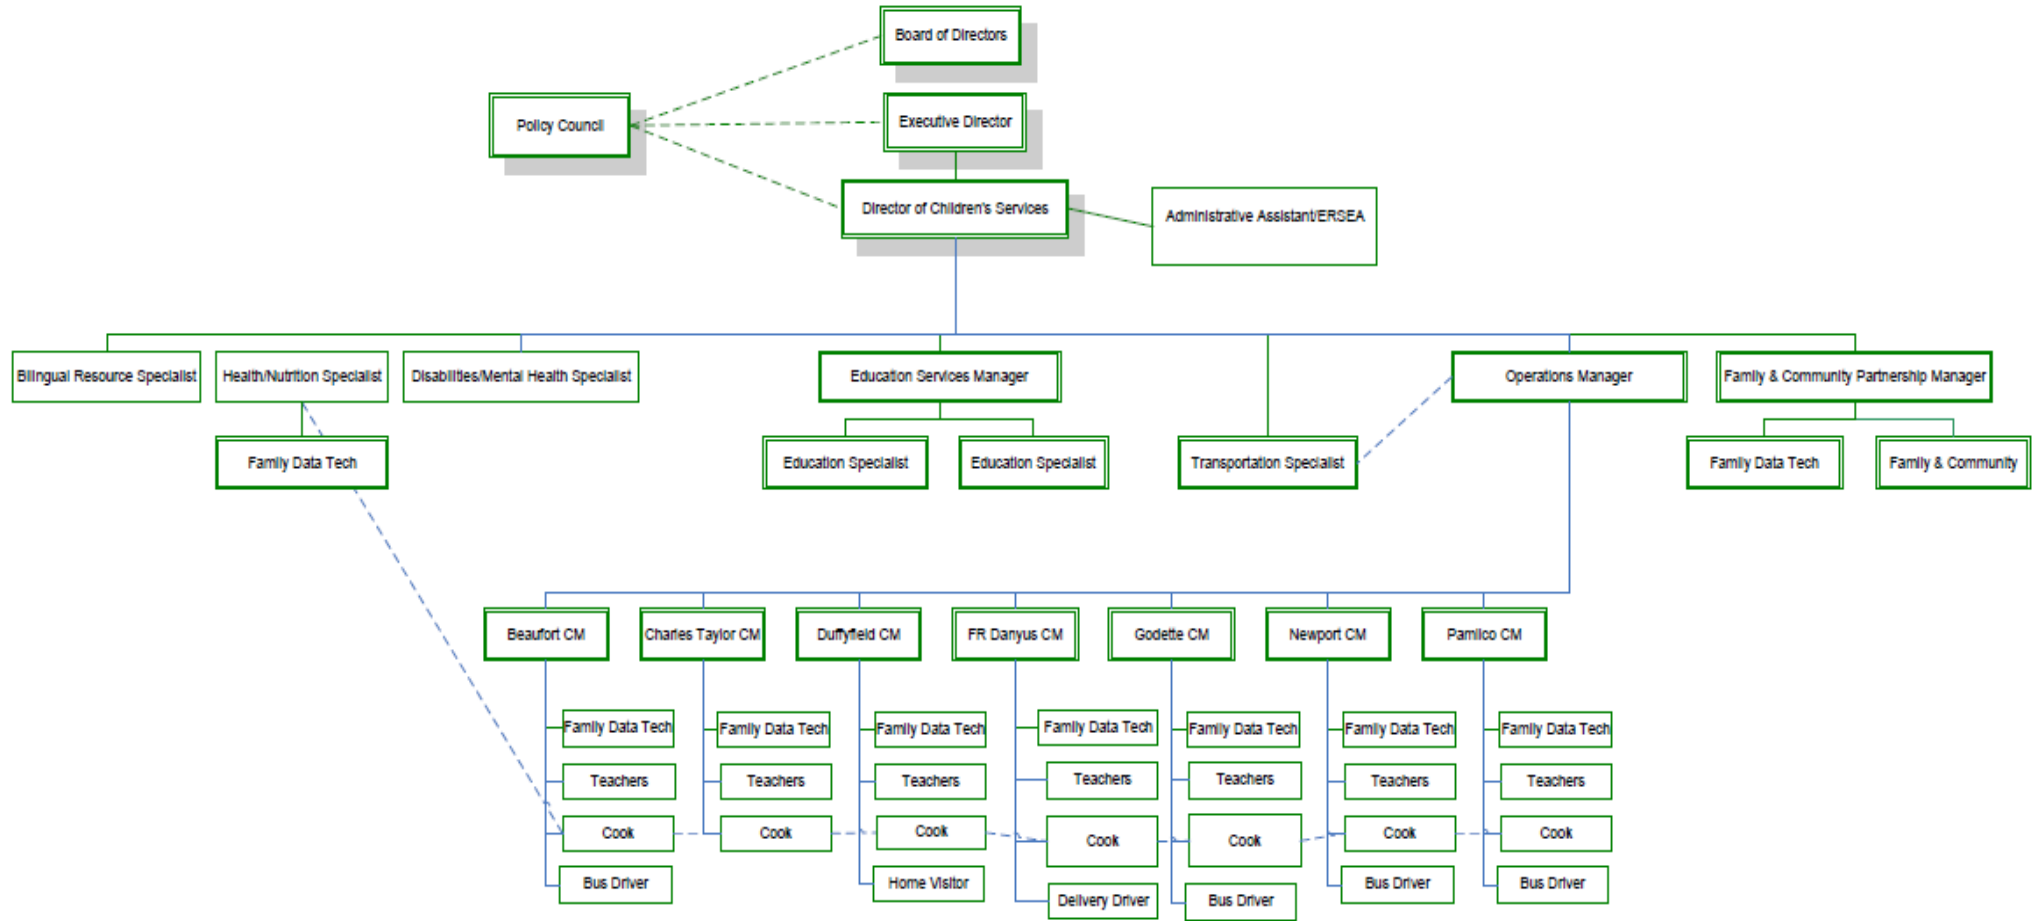 Board of Directors
Policy Council
Executive Director
Director of Children's Services
Administrative Assistant/ERSEA
Bilingual Resource Specialist
Health/Nutrition Specialist
Disabilities/Mental Health Specialist
Education Services Manager
Operations Manager
Family & Community Partnership Manager
Family Data Tech
Education Specialist
Education Specialist
Transportation Specialist
Family Data Tech
Family & Community
Beaufort CM
Charles Taylor CM
Duffyfield CM
FR Danyus CM
Godette CM
Newport CM
Pamlico CM
Family Data Tech
Family Data Tech
Family Data Tech
Family Data Tech
Family Data Tech
Family Data Tech
Family Data Tech
Teachers
Teachers
Teachers
Teachers
Teachers
Teachers
Teachers
Cook
Cook
Cook
Cook
Cook
Cook
Cook
Bus Driver
Home Visitor
Delivery Driver
Bus Driver
Bus Driver
Bus Driver